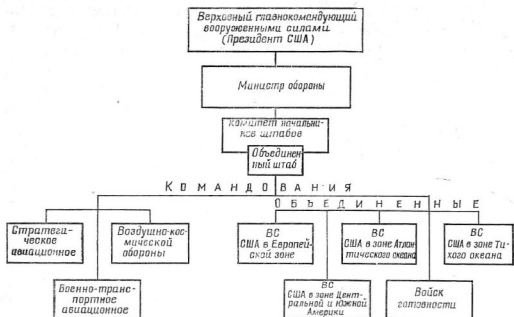 Верховный главнокомандующий
вооруженными силами
(Президент США)
Министр обороны
Комитет начальни-
ков штабов
Объединен-
ный штаб
КОМАНДОВАНИЯ
ОБЪЕДИНЕННЫЕ
Стратеги-
ческое
авиационное
Воздушно-кос-
мической
обороны
ВС
США в Европей-
ской зоне
ВС
США в зоне Атлан-
тического океана
ВС
США в зоне Ти-
хого океана
Военно-транс-
портное
авиационное
ВС
США в зоне Цент-
ральной и Южной
Америки
Войск
готовности